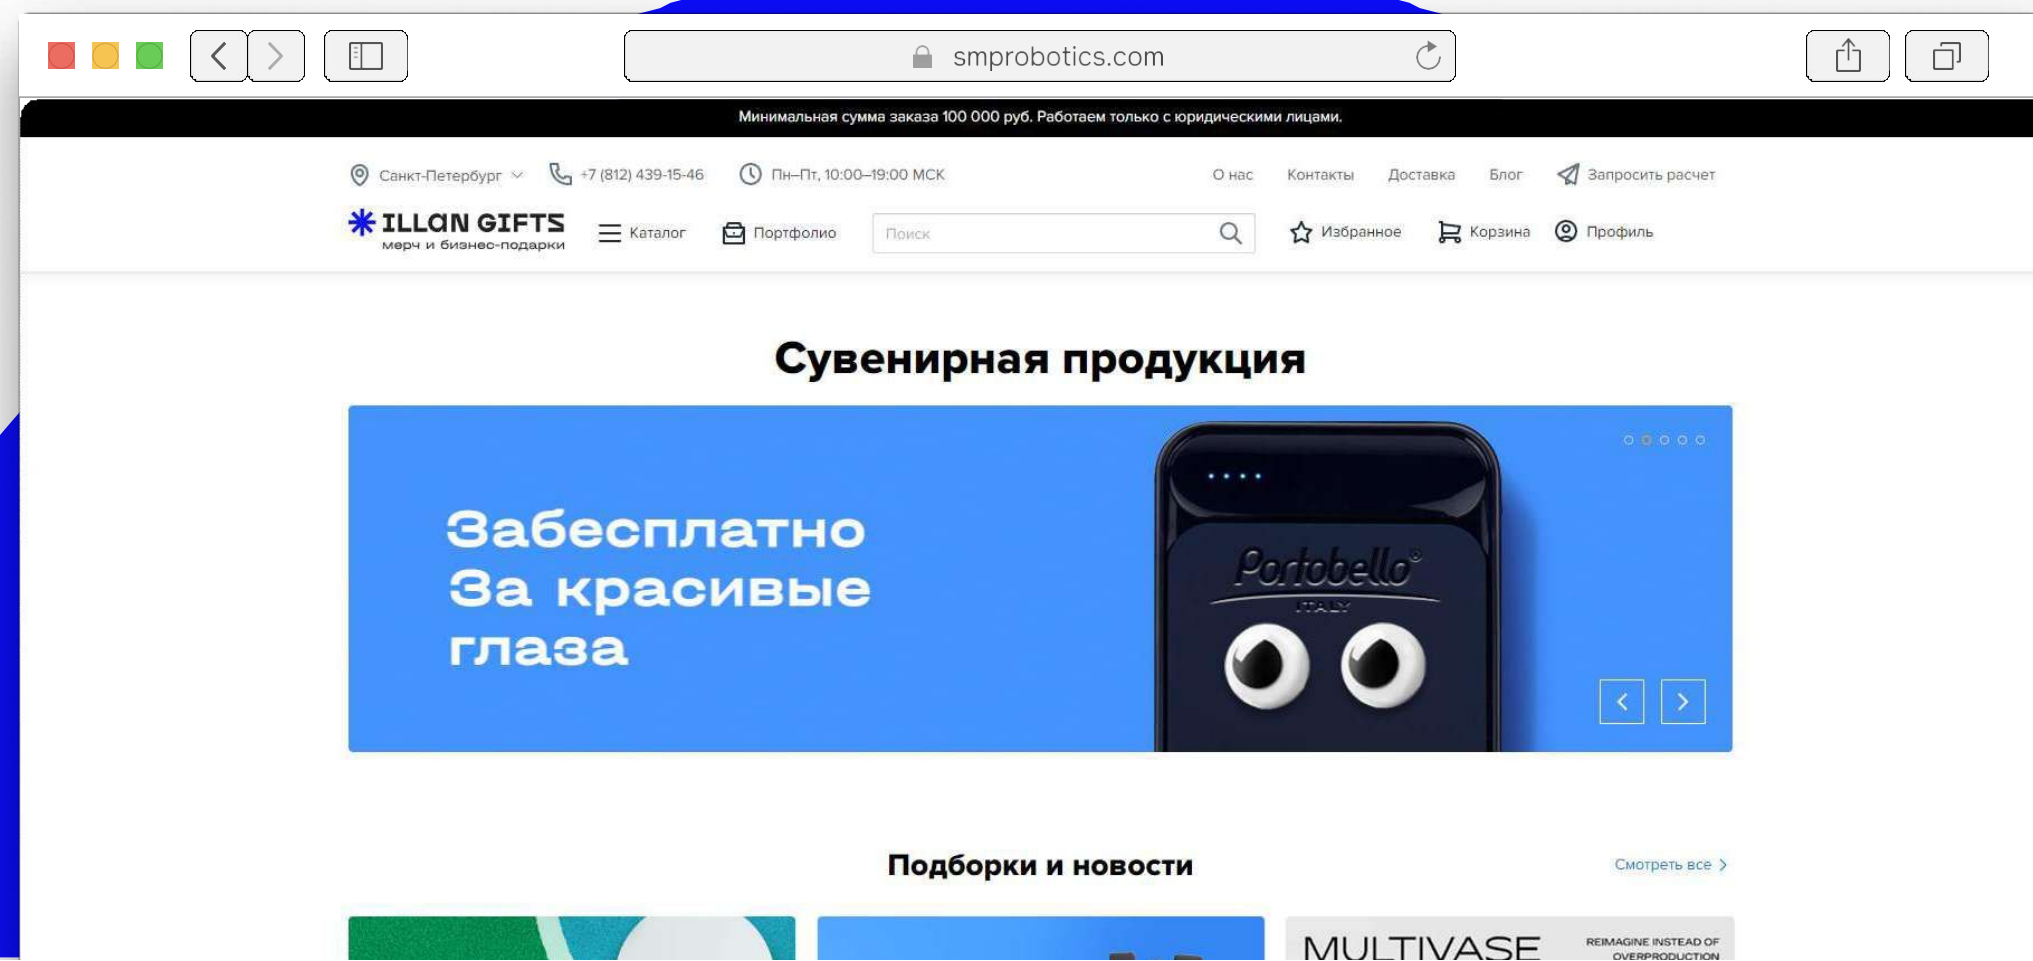 smprobotics.com
Минимальная сумма заказа 100 000 руб. Работаем только с юридическими лицами.
Санкт-Петербург +7 (812) 439-15-46 Пн–Пт, 10:00–19:00 МСК О нас Контакты Доставка Блог Запросить расчет
ILLAN GIFTS
мерч и бизнес-подарки
Каталог Портфолио Поиск Избранное Корзина Профиль
Сувенирная продукция
Забесплатно
За красивые
глаза
Portobello®
ITALY
Подборки и новости
Смотреть все
MULTIVASE
REIMAGINE INSTEAD OF
OVERPRODUCTION